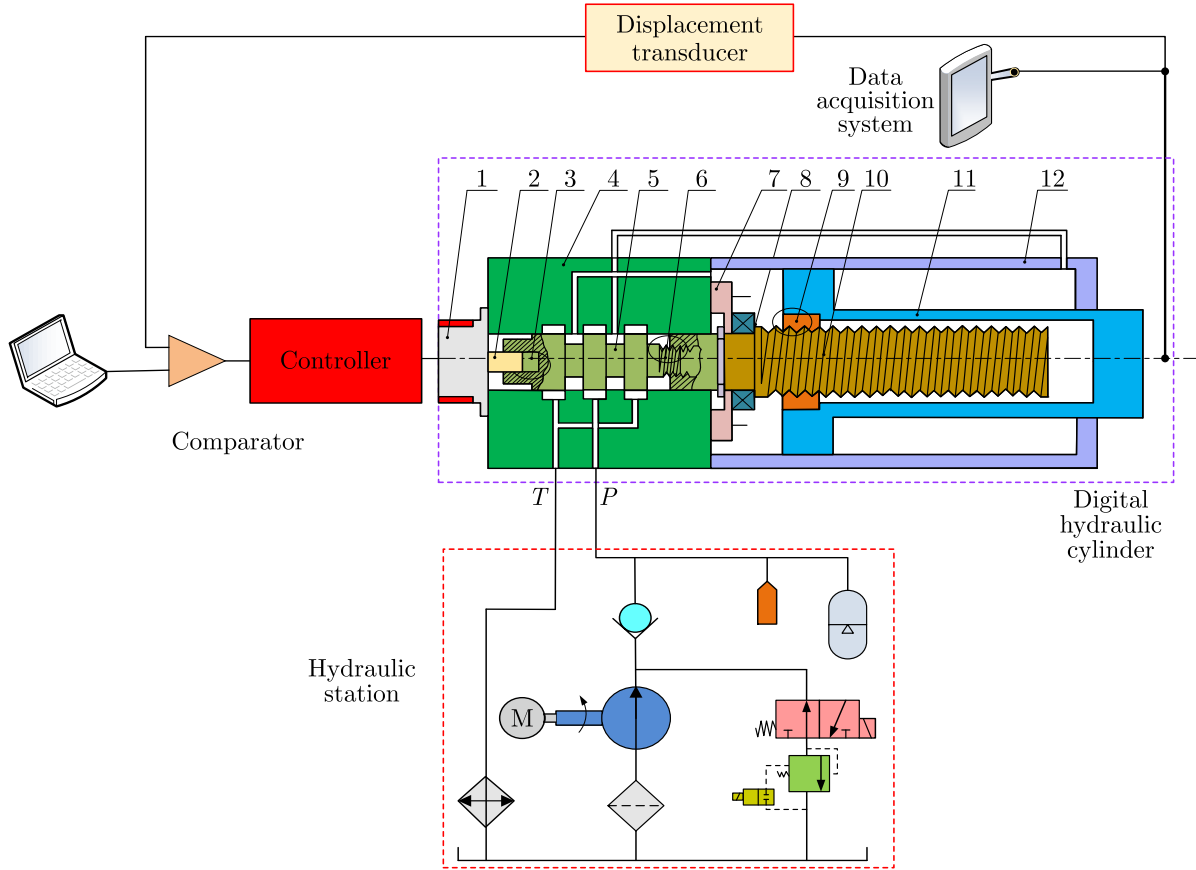 Displacement
transducer
Data
acquisition
system
1 2 3 4 5 6 7 8 9 10 11 12
Controller
Comparator
T P
Digital
hydraulic
cylinder
Hydraulic
station
M